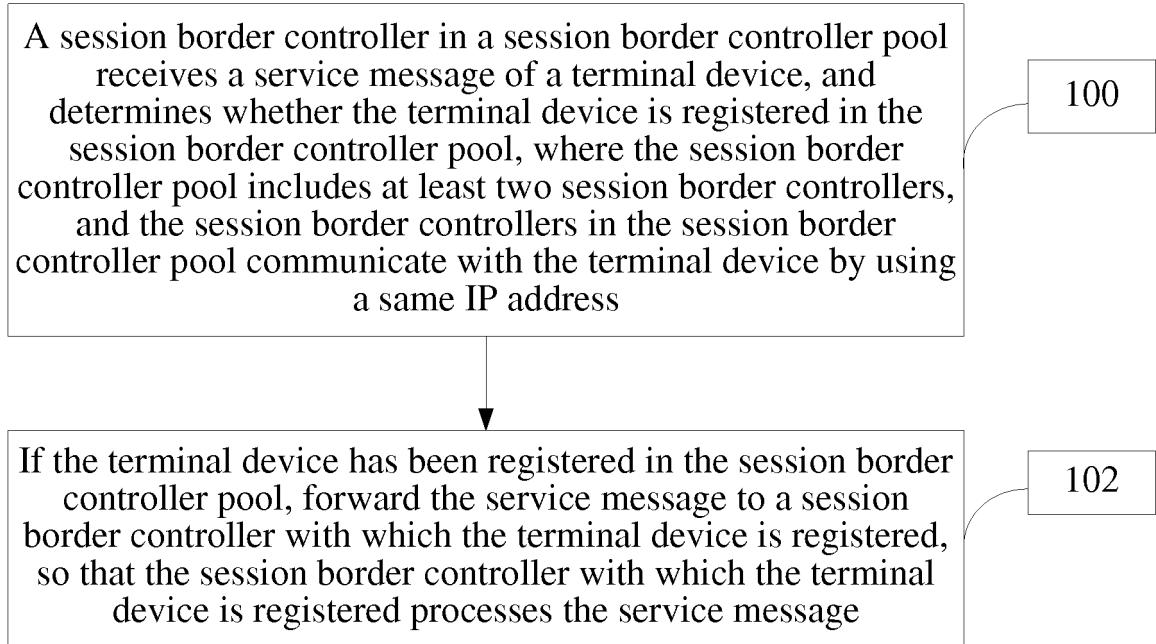 A session border controller in a session border controller pool
receives a service message of a terminal device, and
determines whether the terminal device is registered in the
session border controller pool, where the session border
controller pool includes at least two session border controllers,
and the session border controllers in the session border
controller pool communicate with the terminal device by using
a same IP address
100
If the terminal device has been registered in the session border
controller pool, forward the service message to a session
border controller with which the terminal device is registered,
so that the session border controller with which the terminal
device is registered processes the service message
102